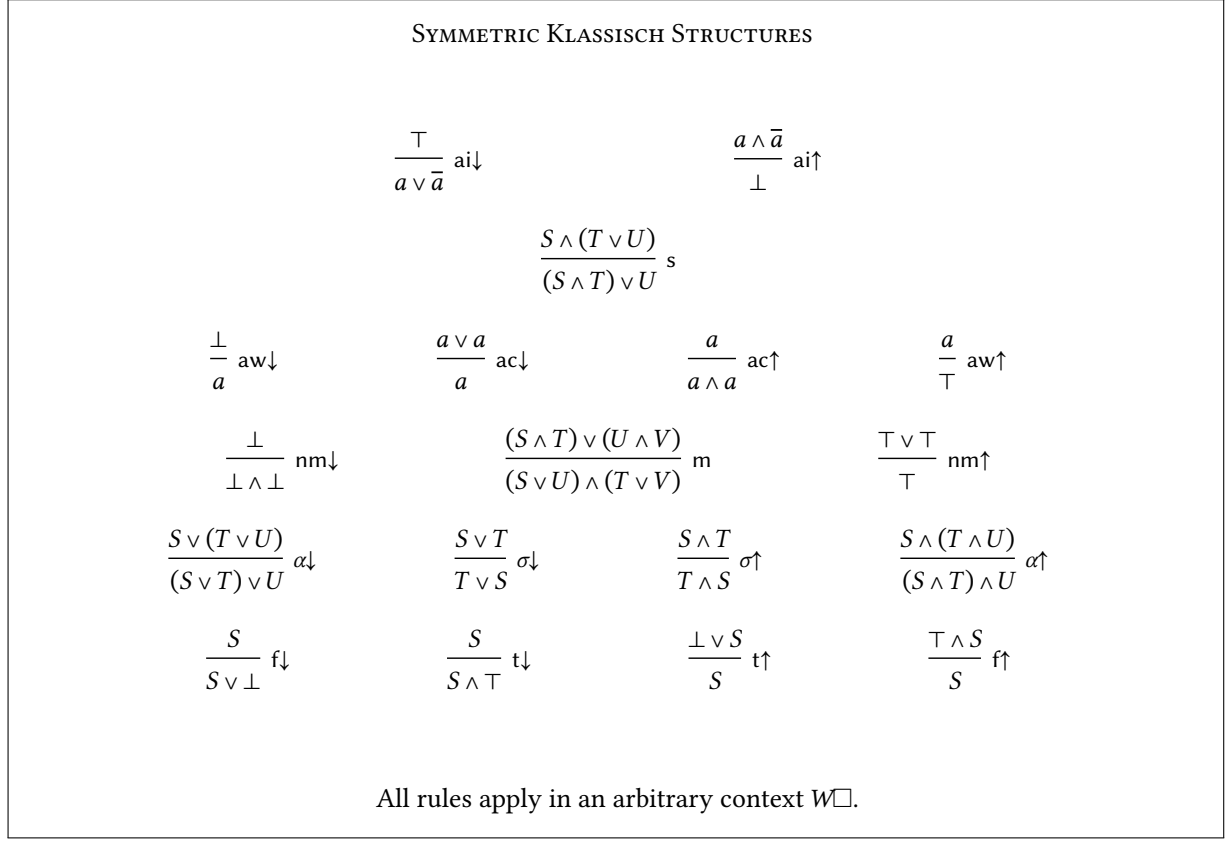 Symmetric Klassisch Structures
⊤ a ∧ a̅
a ∨ a̅ ai↓ ⊥ ai↑
S ∧ (T ∨ U)
(S ∧ T) ∨ U s
⊥ a ∨ a a a
a aw↓ a ac↓ a ∧ a ac↑ ⊤ aw↑
⊥ (S ∧ T) ∨ (U ∧ V) ⊤ ∨ ⊤
⊥ ∧ ⊥ nm↓ (S ∨ U) ∧ (T ∨ V) m ⊤ nm↑
S ∨ (T ∨ U) S ∨ T S ∧ T S ∧ (T ∧ U)
(S ∨ T) ∨ U α↓ T ∨ S σ↓ T ∧ S σ↑ (S ∧ T) ∧ U α↑
S S ⊥ ∨ S ⊤ ∧ S
S ∨ ⊥ f↓ S ∧ ⊤ t↓ S t↑ S f↑
All rules apply in an arbitrary context W□.